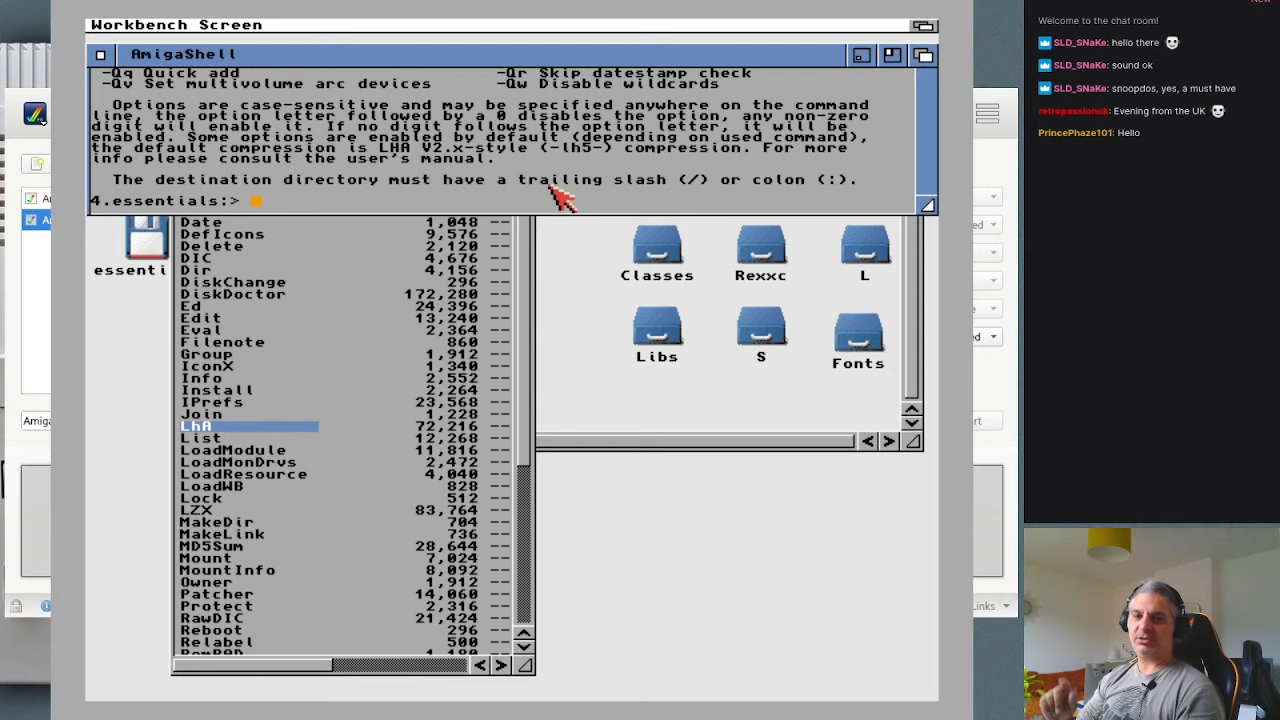 Workbench Screen
AmigaShell
-Qq Quick add -Qr Skip datestamp check
-Qv Set multivolume arc devices -Qw Disable wildcards
Options are case-sensitive and may be specified anywhere on the command
line, the option letter followed by a 0 disables the option, any non-zero
digit will enable it. If no digit follows the option letter, it will be
enabled. Some options are enabled by default (depending on used command),
the default compression is LHA V2.x-style (-lh5-) compression. For more
info please consult the user's manual.
The destination directory must have a trailing slash (/) or colon (:).
4.essentials:>
essenti
Date 1,048 --
DefIcons 9,576 --
Delete 2,120 --
DIC 4,676 --
Dir 4,156 --
DiskChange 296 --
DiskDoctor 172,280 --
Ed 24,396 --
Edit 13,240 --
Eval 2,364 --
Filenote 860 --
Group 1,912 --
IconX 1,340 --
Info 2,552 --
Install 2,264 --
IPrefs 23,568 --
Join 1,228 --
LhA 72,216 --
List 12,268 --
LoadModule 11,816 --
LoadMonDrvs 2,472 --
LoadResource 4,040 --
LoadWB 828 --
Lock 512 --
LZX 83,764 --
MakeDir 704 --
MakeLink 736 --
MD5Sum 28,644 --
Mount 7,024 --
MountInfo 8,092 --
Owner 1,912 --
Patcher 14,060 --
Protect 2,316 --
RawDIC 21,424 --
Reboot 296 --
Relabel 500 --
Classes Rexxc L
Libs S Fonts
Amiga
Links
Welcome to the chat room!
SLD_SNaKe: hello there
SLD_SNaKe: sound ok
SLD_SNaKe: snoopdos, yes, a must have
retropassionuk: Evening from the UK
PrincePhaze101: Hello